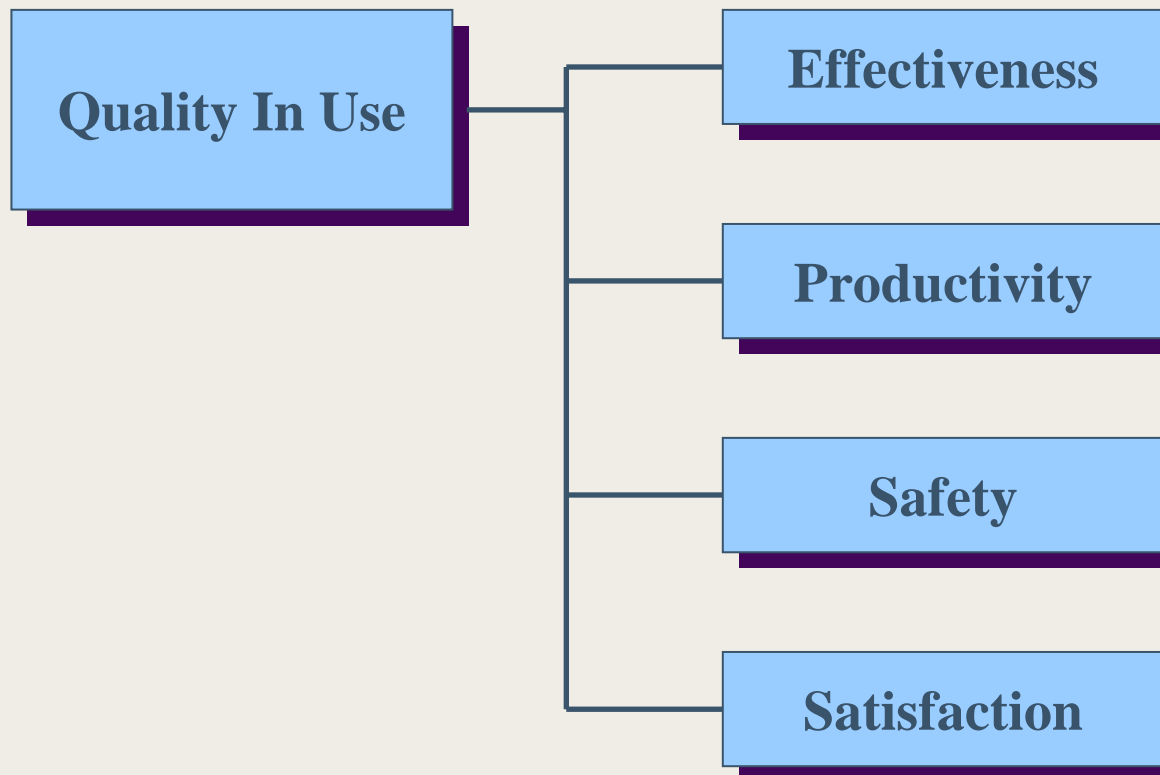 Quality In Use
Effectiveness
Productivity
Safety
Satisfaction